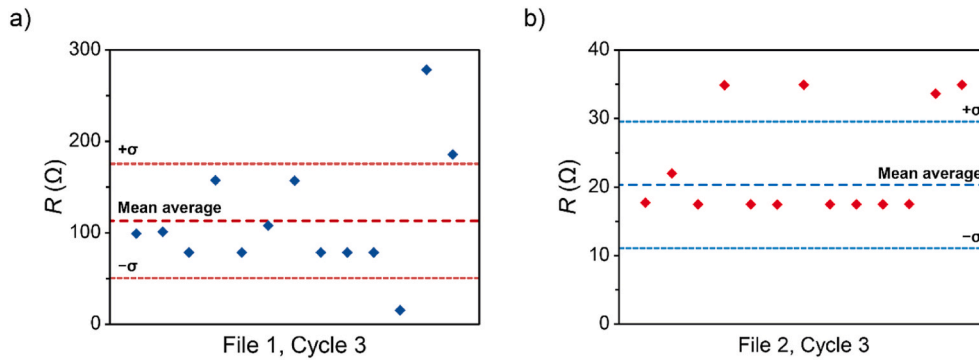 a)
300
200
100
0
R (Ω)
+σ
Mean average
−σ
File 1, Cycle 3
b)
40
30
20
10
0
R (Ω)
+σ
Mean average
−σ
File 2, Cycle 3